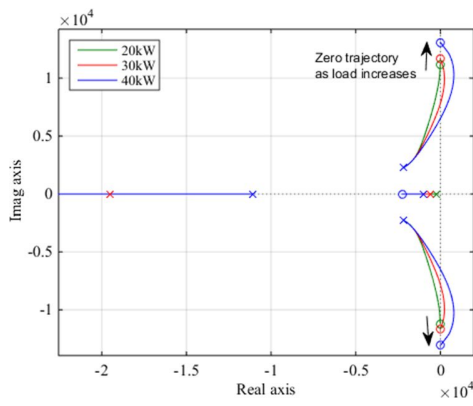 ×10⁴
20kW
30kW
40kW
Zero trajectory
as load increases
1
0.5
0
-0.5
-1
Imag axis
-2
-1.5
-1
-0.5
0
×10⁴
Real axis